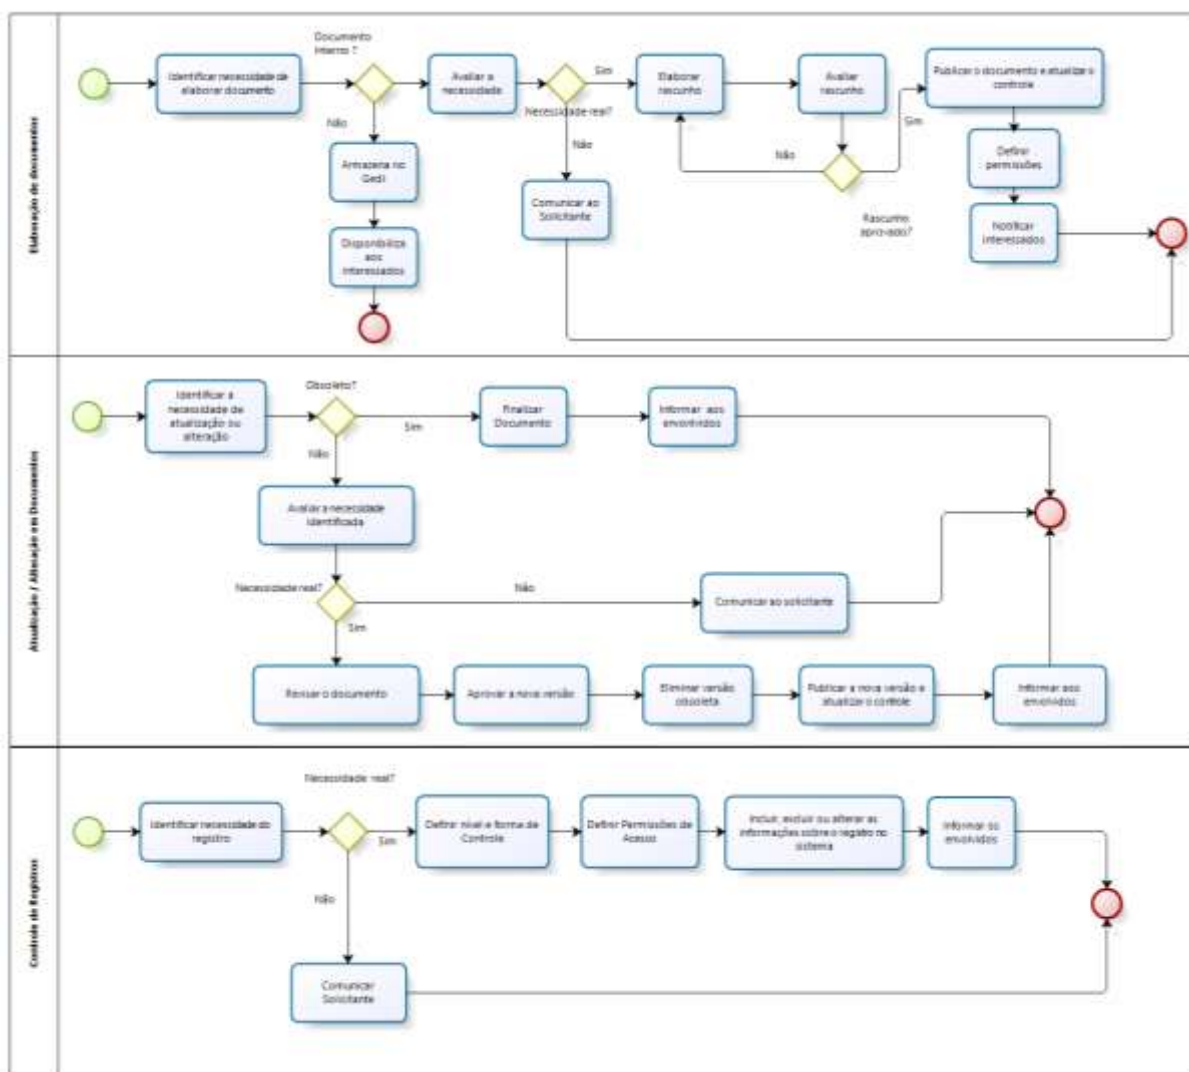 Elaboração de documentos
Documento
Interno ?
Identificar necessidade de
elaborar documento
Avaliar a
necessidade
Sim
Necessidade real?
Elaborar
rascunho
Avaliar
rascunho
Publicar o documento e atualizar o
controle
Não
Armazena no
Gedi
Não
Comunicar ao
Solicitante
Não
Sim
Rascunho
aprovado?
Definir
permissões
Disponibiliza
aos
Interessados
Notificar
interessados
Atualização / Alteração em Documentos
Obsoleto?
Identificar a
necessidade de
atualização ou
alteração
Sim
Finalizar
Documento
Informar aos
envonlvidos
Não
Avaliar a necessidade
identificada
Necessidade real?
Não
Comunicar ao solicitante
Sim
Revisar o documento
Aprovar a nova versão
Eliminar versão
obsoleta
Publicar a nova versão e
atualizar o controle
Informar aos
envolvidos
Controle de Registros
Necessidade real?
Identificar necessidade do
registro
Sim
Definir nível e forma de
Controle
Definir Permissões de
Acesso
Incluir, excluir ou alterar as
informações sobre o registro no
sistema
Informar os
envolvidos
Não
Comunicar
Solicitante